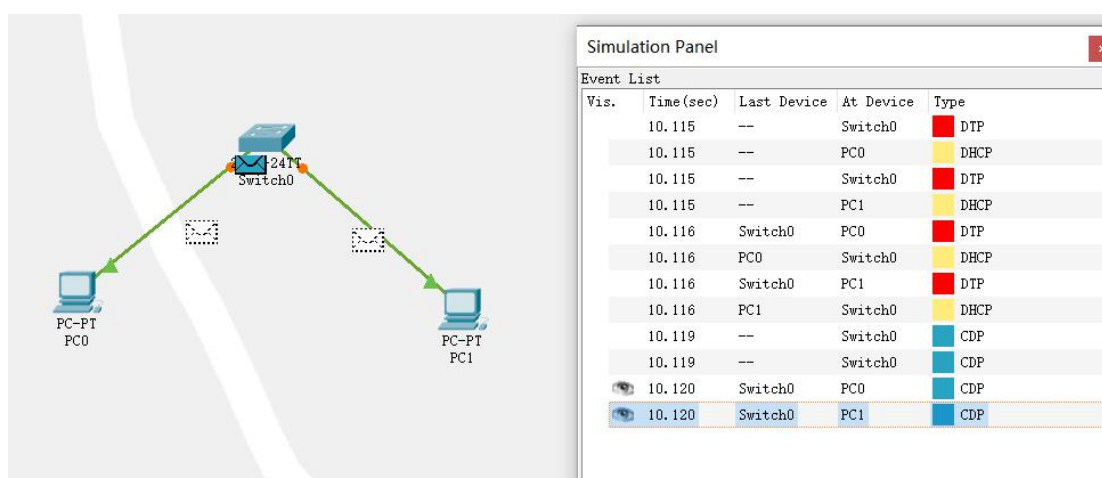 24TT
Switch0
PC-PT
PC0
PC-PT
PC1
Simulation Panel
Event List
Vis. Time(sec) Last Device At Device Type
10.115 -- Switch0 DTP
10.115 -- PC0 DHCP
10.115 -- Switch0 DTP
10.115 -- PC1 DHCP
10.116 Switch0 PC0 DTP
10.116 PC0 Switch0 DHCP
10.116 Switch0 PC1 DTP
10.116 PC1 Switch0 DHCP
10.119 -- Switch0 CDP
10.119 -- Switch0 CDP
10.120 Switch0 PC0 CDP
10.120 Switch0 PC1 CDP